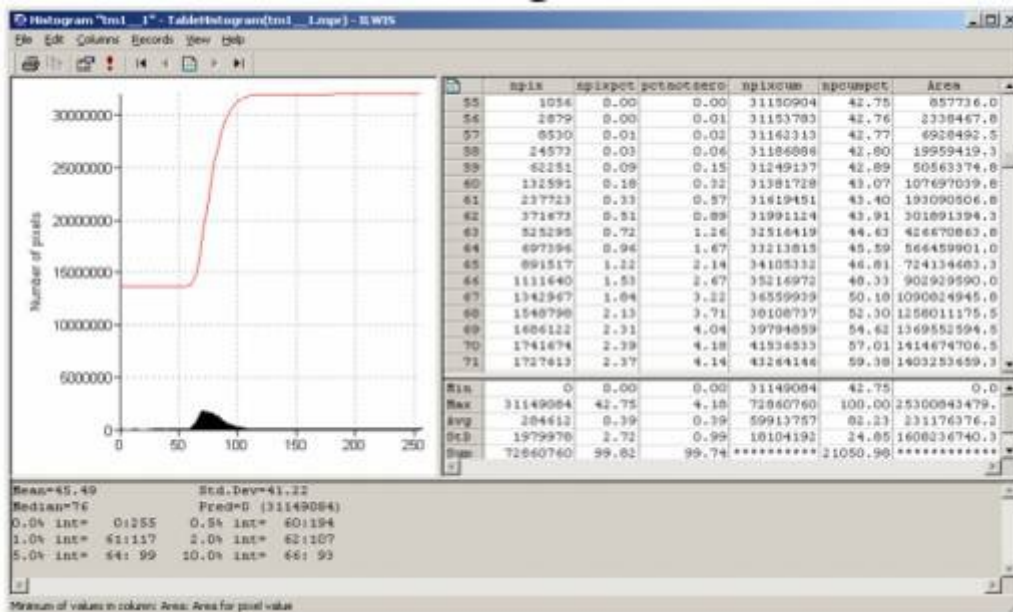 Histogram "tm1__1" - TableHistogram(tm1__1.mpr) - ILWIS
File Edit Columns Records View Help
npix npixpct pctnotzero npixcum npcumpct Area
55 1056 0.00 0.00 31150904 42.75 857736.0
56 2879 0.00 0.01 31153783 42.76 2338467.8
57 8530 0.01 0.02 31162313 42.77 6928492.5
58 24573 0.03 0.06 31186886 42.80 19959419.3
59 62251 0.09 0.15 31249137 42.89 50563374.8
60 132591 0.18 0.32 31381728 43.07 107697039.8
61 237723 0.33 0.57 31619451 43.40 193090506.8
62 371673 0.51 0.89 31991124 43.91 301891394.3
63 525295 0.72 1.26 32516419 44.63 426670863.8
64 697396 0.96 1.67 33213815 45.59 566459901.0
65 891517 1.22 2.14 34105332 46.81 724134683.3
66 1111640 1.53 2.67 35216972 48.33 902929590.0
67 1342967 1.84 3.22 36559939 50.18 1090824945.8
68 1548798 2.13 3.71 38108737 52.30 1258011175.5
69 1686122 2.31 4.04 39794859 54.62 1369552594.5
70 1741674 2.39 4.18 41536533 57.01 1414674706.5
71 1727613 2.37 4.14 43264146 59.38 1403253659.3
Min 0 0.00 0.00 31149084 42.75 0.0
Max 31149084 42.75 4.18 72860760 100.00 25300843479.
Avg 284612 0.39 0.39 59913757 82.23 231176376.2
StD 1979978 2.72 0.99 18104192 24.85 1608236740.3
Sum 72860760 99.82 99.74 ********** 21050.98 ************
Number of pixels
30000000
25000000
20000000
15000000
10000000
5000000
0
0 50 100 150 200 250
Mean=45.49 Std.Dev=41.22
Median=76 Pred=0 (31149084)
0.0% int= 0:255 0.5% int= 60:194
1.0% int= 61:117 2.0% int= 62:107
5.0% int= 64: 99 10.0% int= 66: 93
Minimum of values in column: Area: Area for pixel value